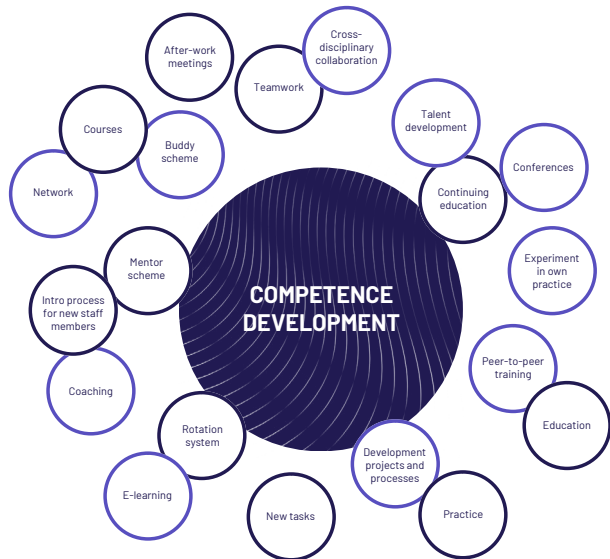 Cross-
disciplinary
collaboration
After-work
meetings
Teamwork
Talent
development
Courses
Buddy
scheme
Conferences
Network
Continuing
education
Mentor
scheme
Experiment
in own
practice
COMPETENCE
DEVELOPMENT
Intro process
for new staff
members
Peer-to-peer
training
Coaching
Education
Rotation
system
Development
projects and
processes
E-learning
New tasks
Practice